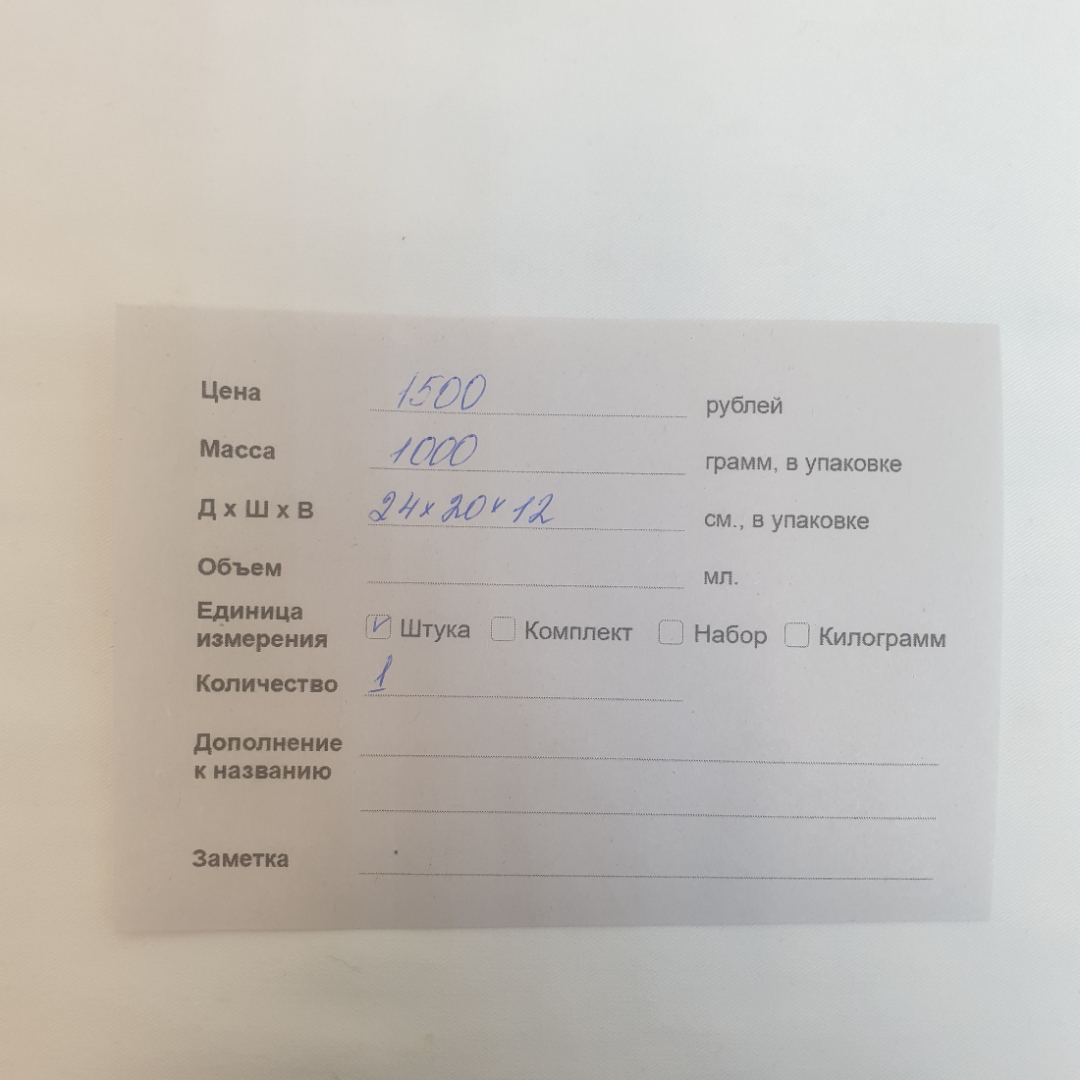 Цена 1500 рублей
Масса 1000 грамм, в упаковке
Д х Ш х В 24х20х12 см., в упаковке
Объем мл.
Единица
измерения Штука Комплект Набор Килограмм
Количество 1
Дополнение
к названию
Заметка